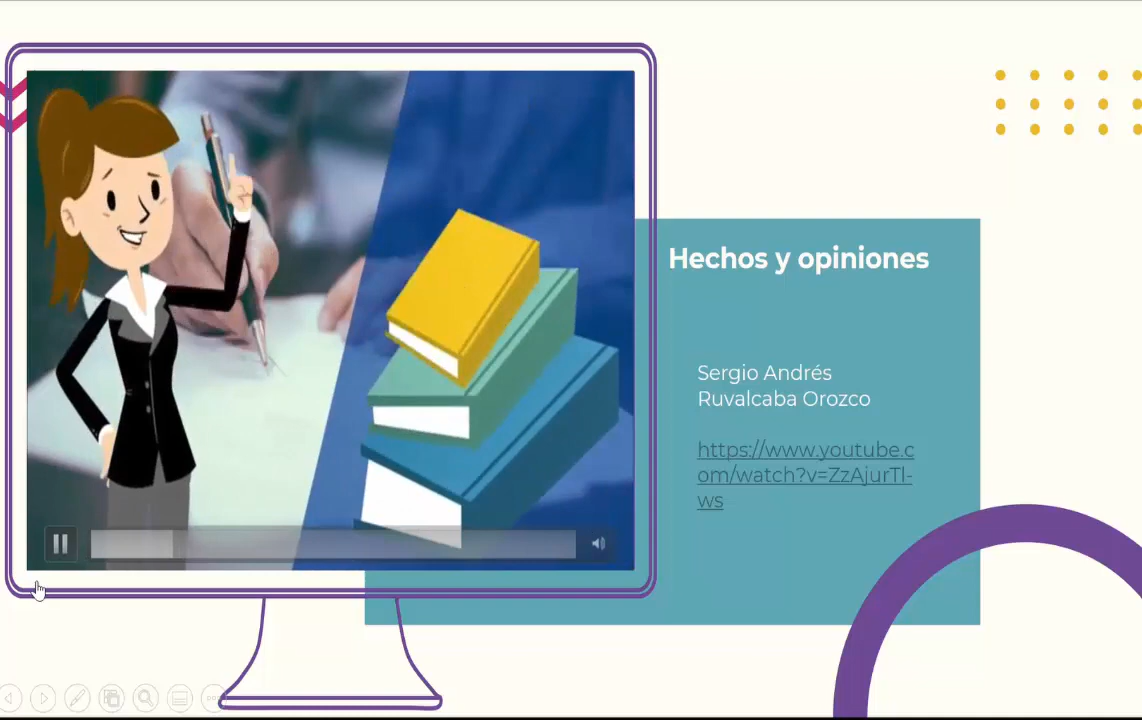 Hechos y opiniones
Sergio Andrés
Ruvalcaba Orozco
https://www.youtube.c
om/watch?v=ZzAjurTl-
ws